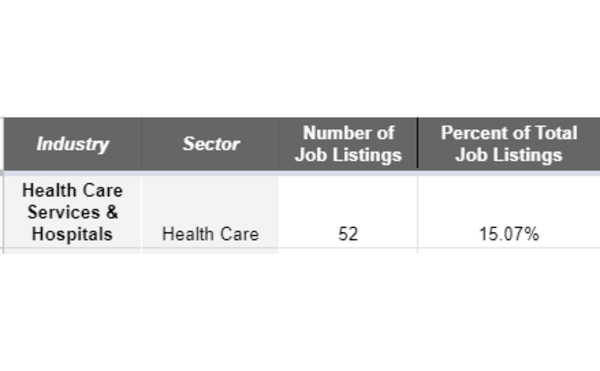 Industry
Sector
Number of
Job Listings
Percent of Total
Job Listings
Health Care
Services &
Hospitals
Health Care
52
15.07%